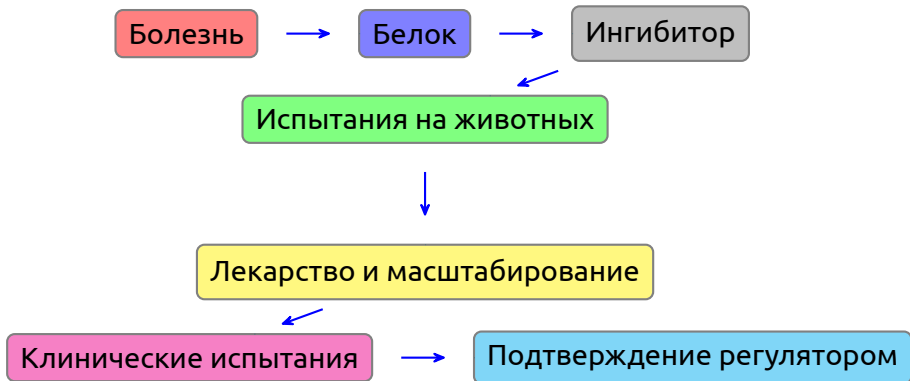 Болезнь
Белок
Ингибитор
Испытания на животных
Лекарство и масштабирование
Клинические испытания
Подтверждение регулятором